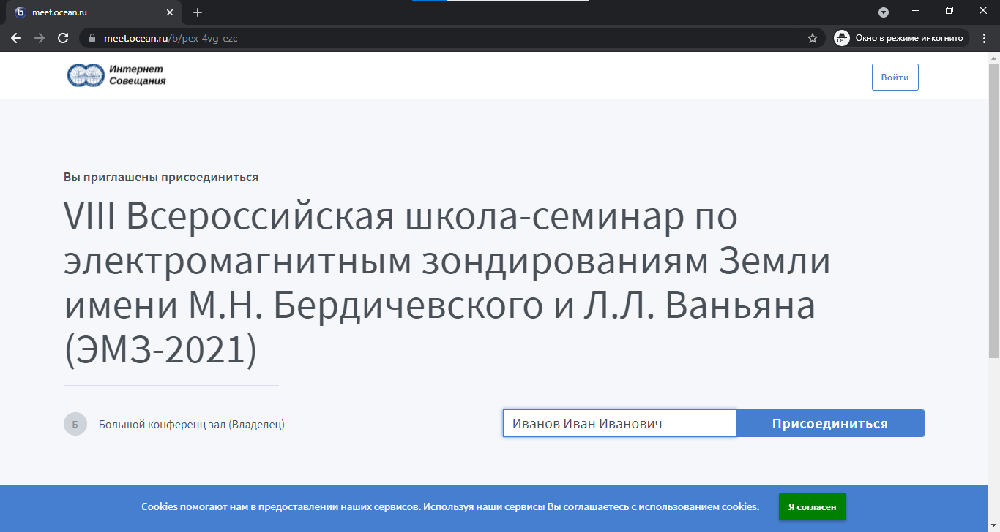 meet.ocean.ru
meet.ocean.ru/b/pex-4vg-ezc
Окно в режиме инкогнито
Интернет
Совещания
Войти
Вы приглашены присоединиться
VIII Всероссийская школа-семинар по
электромагнитным зондированиям Земли
имени М.Н. Бердичевского и Л.Л. Ваньяна
(ЭМЗ-2021)
Б
Большой конференц зал (Владелец)
Иванов Иван Иванович
Присоединиться
Cookies помогают нам в предоставлении наших сервисов. Используя наши сервисы Вы соглашаетесь с использованием cookies.
Я согласен